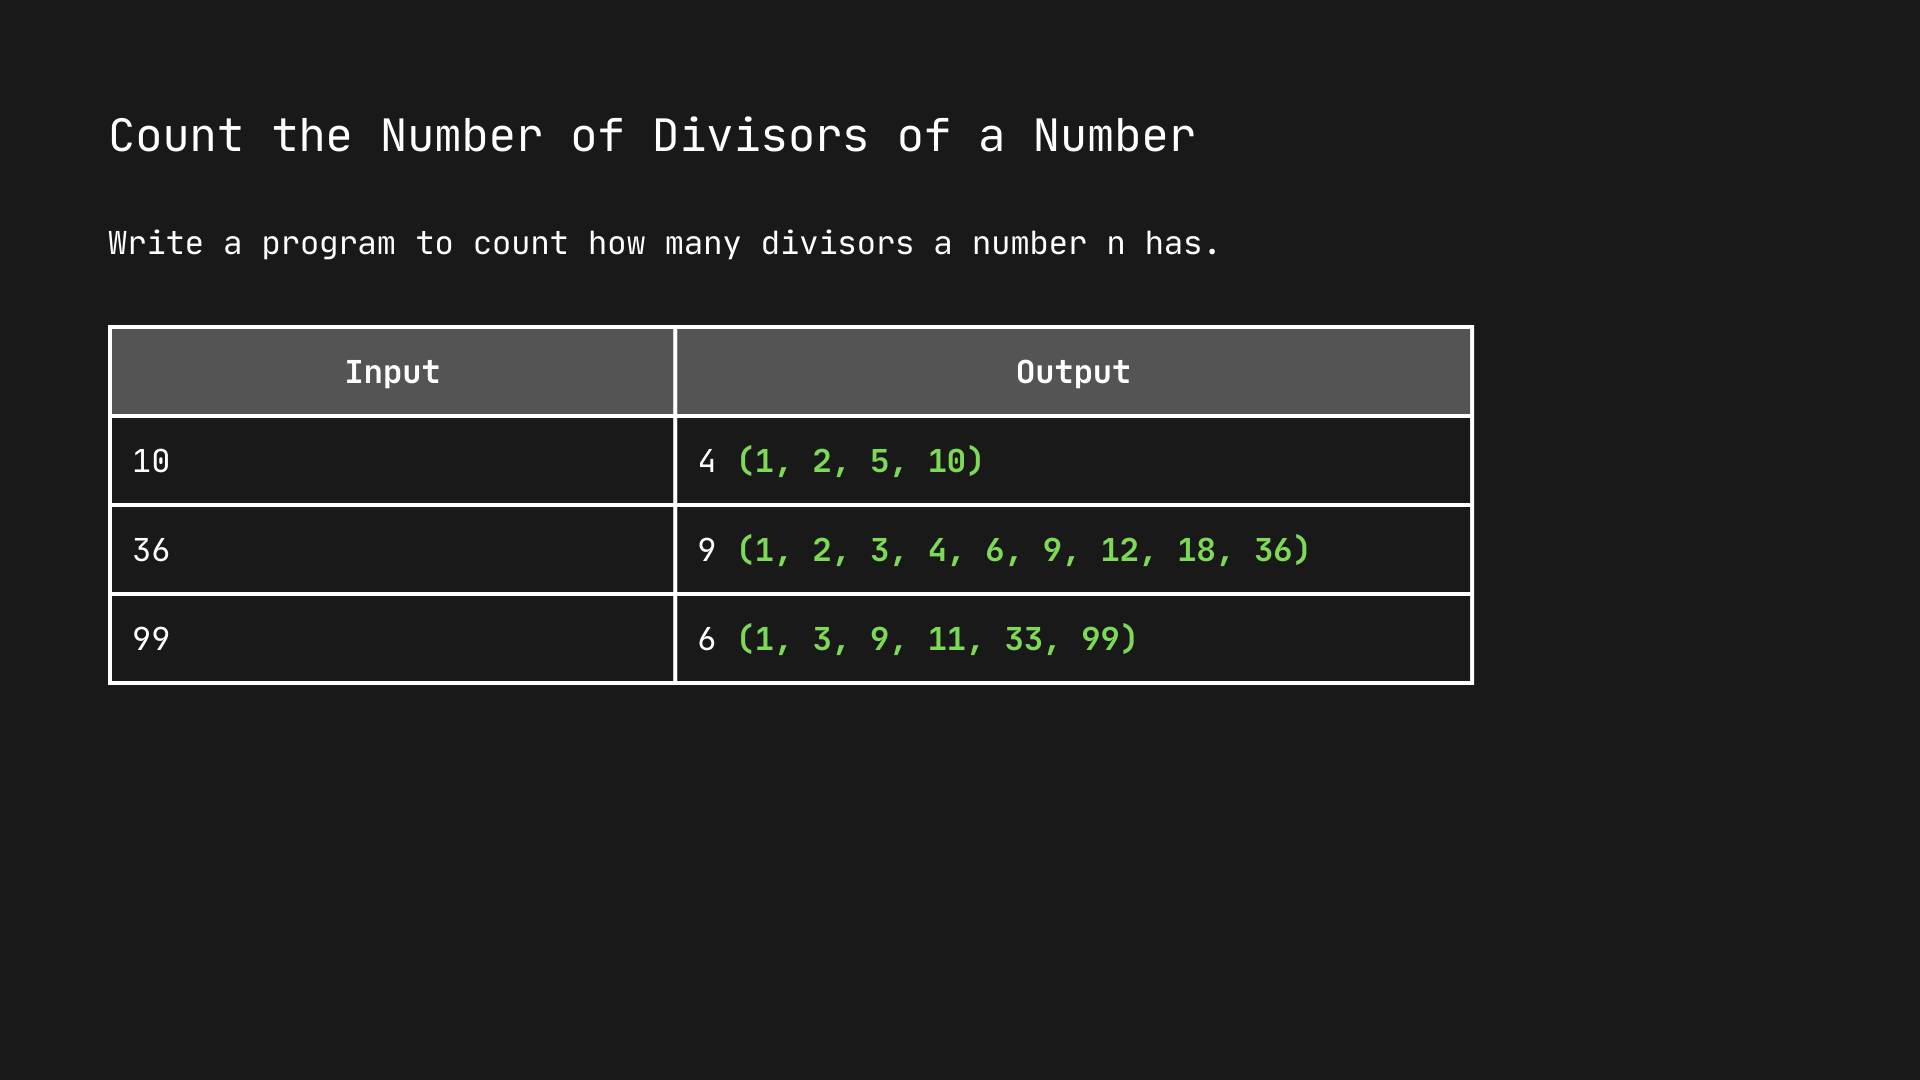 Count the Number of Divisors of a Number
Write a program to count how many divisors a number n has.
Input Output
10 4 (1, 2, 5, 10)
36 9 (1, 2, 3, 4, 6, 9, 12, 18, 36)
99 6 (1, 3, 9, 11, 33, 99)